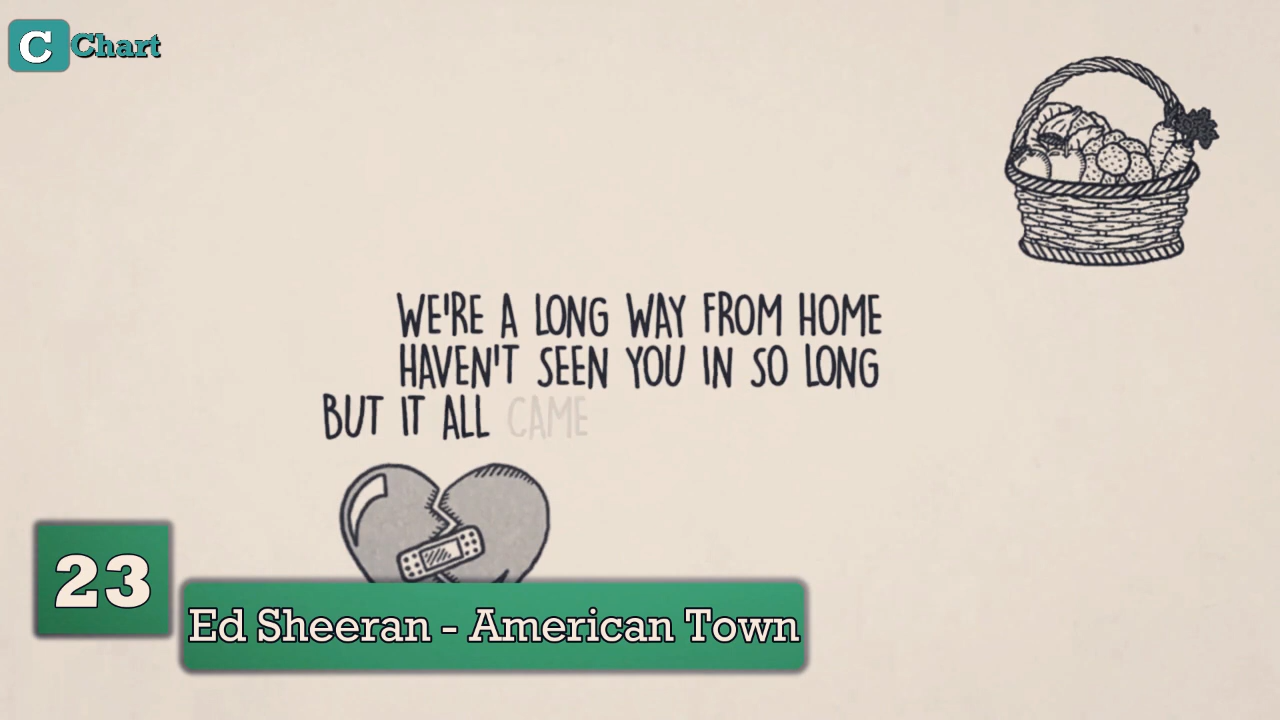 C Chart
WE'RE A LONG WAY FROM HOME
HAVEN'T SEEN YOU IN SO LONG
BUT IT ALL CAME
23
Ed Sheeran - American Town